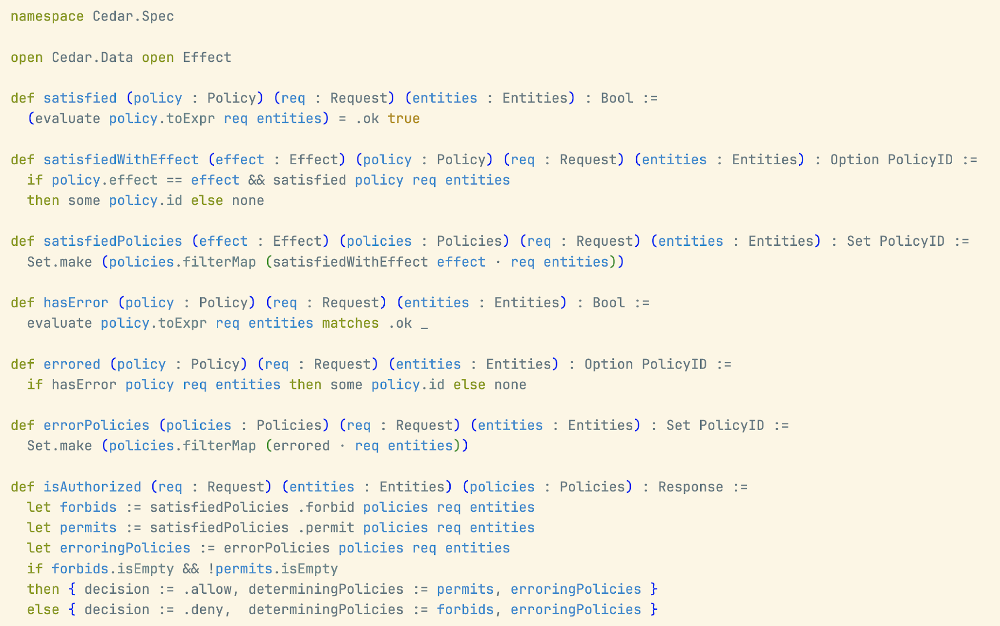 namespace Cedar.Spec
open Cedar.Data open Effect
def satisfied (policy : Policy) (req : Request) (entities : Entities) : Bool :=
  (evaluate policy.toExpr req entities) = .ok true
def satisfiedWithEffect (effect : Effect) (policy : Policy) (req : Request) (entities : Entities) : Option PolicyID :=
  if policy.effect == effect && satisfied policy req entities
  then some policy.id else none
def satisfiedPolicies (effect : Effect) (policies : Policies) (req : Request) (entities : Entities) : Set PolicyID :=
  Set.make (policies.filterMap (satisfiedWithEffect effect · req entities))
def hasError (policy : Policy) (req : Request) (entities : Entities) : Bool :=
  evaluate policy.toExpr req entities matches .ok _
def errored (policy : Policy) (req : Request) (entities : Entities) : Option PolicyID :=
  if hasError policy req entities then some policy.id else none
def errorPolicies (policies : Policies) (req : Request) (entities : Entities) : Set PolicyID :=
  Set.make (policies.filterMap (errored · req entities))
def isAuthorized (req : Request) (entities : Entities) (policies : Policies) : Response :=
  let forbids := satisfiedPolicies .forbid policies req entities
  let permits := satisfiedPolicies .permit policies req entities
  let erroringPolicies := errorPolicies policies req entities
  if forbids.isEmpty && !permits.isEmpty
  then { decision := .allow, determiningPolicies := permits, erroringPolicies }
  else { decision := .deny,  determiningPolicies := forbids, erroringPolicies }